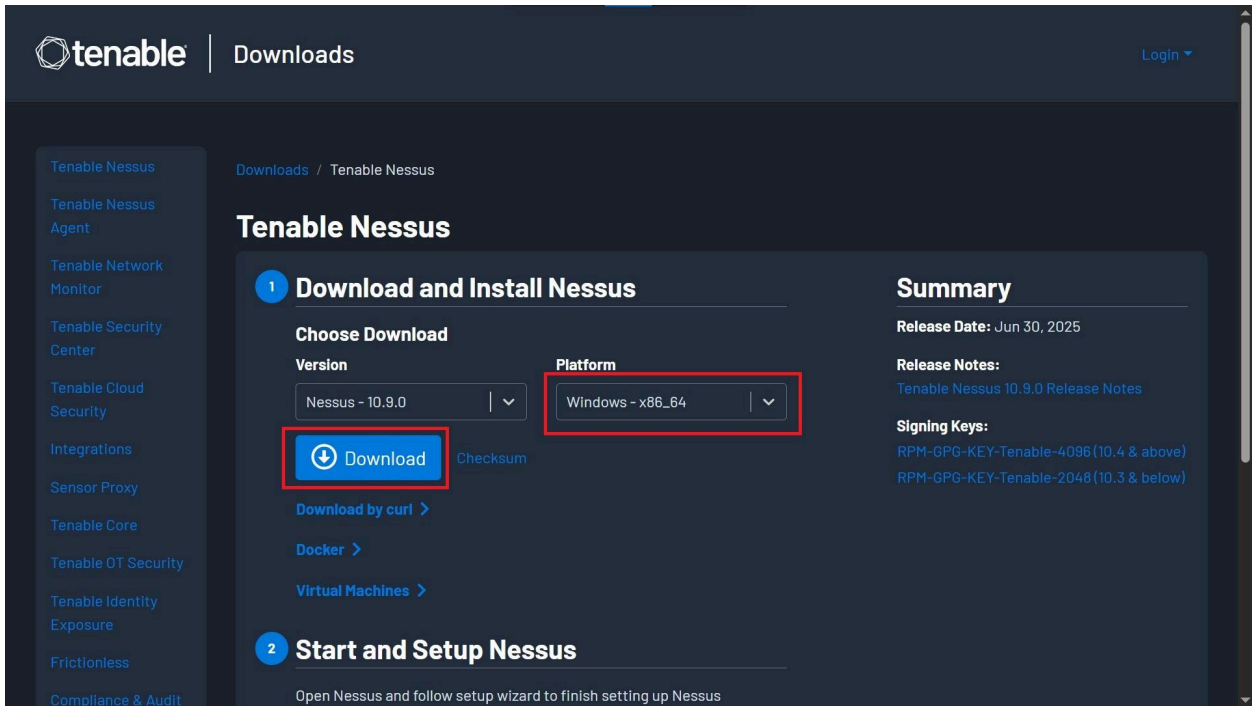 tenable
Downloads
Login
Tenable Nessus
Tenable Nessus
Agent
Tenable Network
Monitor
Tenable Security
Center
Tenable Cloud
Security
Integrations
Sensor Proxy
Tenable Core
Tenable OT Security
Tenable Identity
Exposure
Frictionless
Compliance & Audit
Downloads / Tenable Nessus
Tenable Nessus
1 Download and Install Nessus
Choose Download
Version
Nessus - 10.9.0
Platform
Windows - x86_64
Download
Checksum
Download by curl
Docker
Virtual Machines
2 Start and Setup Nessus
Open Nessus and follow setup wizard to finish setting up Nessus
Summary
Release Date: Jun 30, 2025
Release Notes:
Tenable Nessus 10.9.0 Release Notes
Signing Keys:
RPM-GPG-KEY-Tenable-4096 (10.4 & above)
RPM-GPG-KEY-Tenable-2048 (10.3 & below)